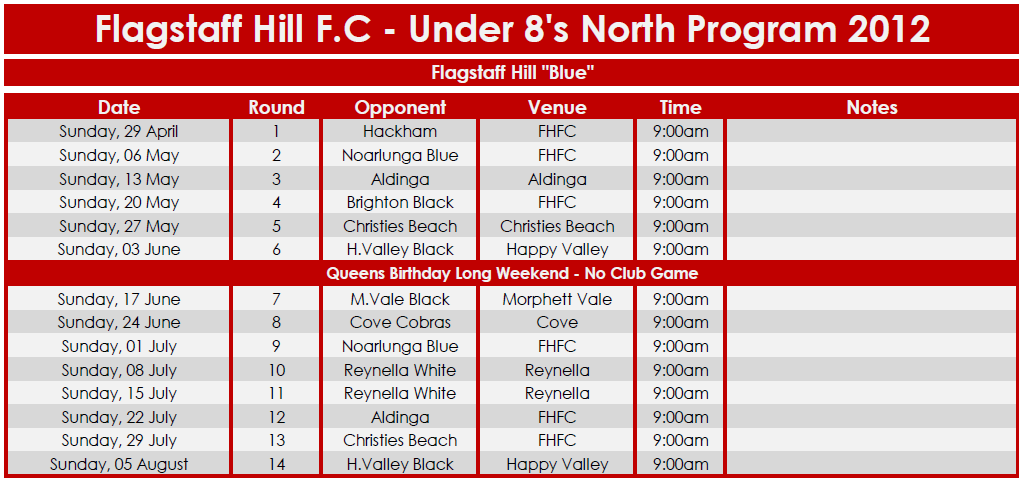 Flagstaff Hill F.C - Under 8's North Program 2012
Flagstaff Hill "Blue"
Date Round Opponent Venue Time Notes
Sunday, 29 April 1 Hackham FHFC 9:00am
Sunday, 06 May 2 Noarlunga Blue FHFC 9:00am
Sunday, 13 May 3 Aldinga Aldinga 9:00am
Sunday, 20 May 4 Brighton Black FHFC 9:00am
Sunday, 27 May 5 Christies Beach Christies Beach 9:00am
Sunday, 03 June 6 H.Valley Black Happy Valley 9:00am
Queens Birthday Long Weekend - No Club Game
Sunday, 17 June 7 M.Vale Black Morphett Vale 9:00am
Sunday, 24 June 8 Cove Cobras Cove 9:00am
Sunday, 01 July 9 Noarlunga Blue FHFC 9:00am
Sunday, 08 July 10 Reynella White Reynella 9:00am
Sunday, 15 July 11 Reynella White Reynella 9:00am
Sunday, 22 July 12 Aldinga FHFC 9:00am
Sunday, 29 July 13 Christies Beach FHFC 9:00am
Sunday, 05 August 14 H.Valley Black Happy Valley 9:00am